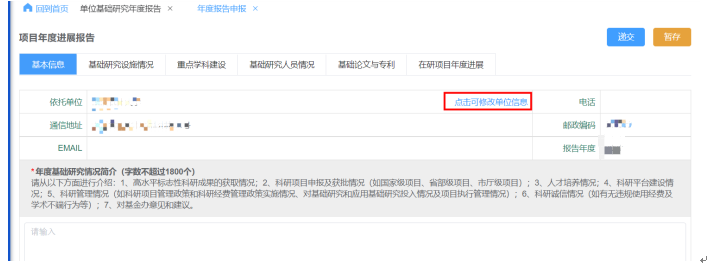 回到首页 单位基础研究年度报告 × 年度报告申报 ×
项目年度进展报告 递交 暂存
基本信息 基础研究设施情况 重点学科建设 基础研究人员情况 基础论文与专利 在研项目年度进展
依托单位 点击可修改单位信息 电话
通信地址 邮政编码
EMAIL 报告年度
*年度基础研究情况简介（字数不超过1800个）
请从以下方面进行介绍：1、高水平标志性科研成果的获取情况；2、科研项目申报及获批情况（如国家级项目、省部级项目、市厅级项目）；3、人才培养情况；4、科研平台建设情
况；5、科研管理情况（如科研项目管理政策和科研经费管理政策实施情况、对基础研究和应用基础研究投入情况及项目执行管理情况）；6、科研诚信情况（如有无违规使用经费及
学术不端行为等）；7、对基金办意见和建议。
请输入